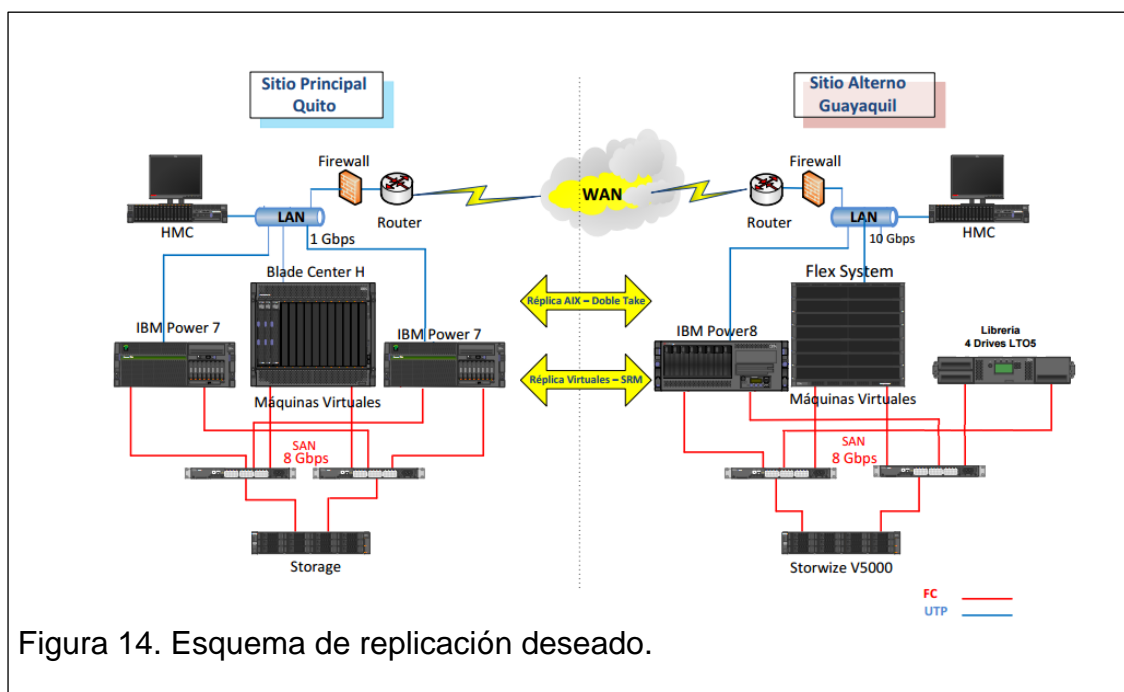 Sitio Principal
Quito
Sitio Alterno
Guayaquil
Firewall
Router
HMC
LAN
1 Gbps
WAN
Firewall
Router
LAN
10 Gbps
HMC
Blade Center H
IBM Power 7
IBM Power 7
Máquinas Virtuales
Réplica AIX – Doble Take
Réplica Virtuales – SRM
Flex System
IBM Power8
Máquinas Virtuales
Libreria
4 Drives LTO5
SAN
8 Gbps
SAN
8 Gbps
Storage
Storwize V5000
FC
UTP
Figura 14. Esquema de replicación deseado.